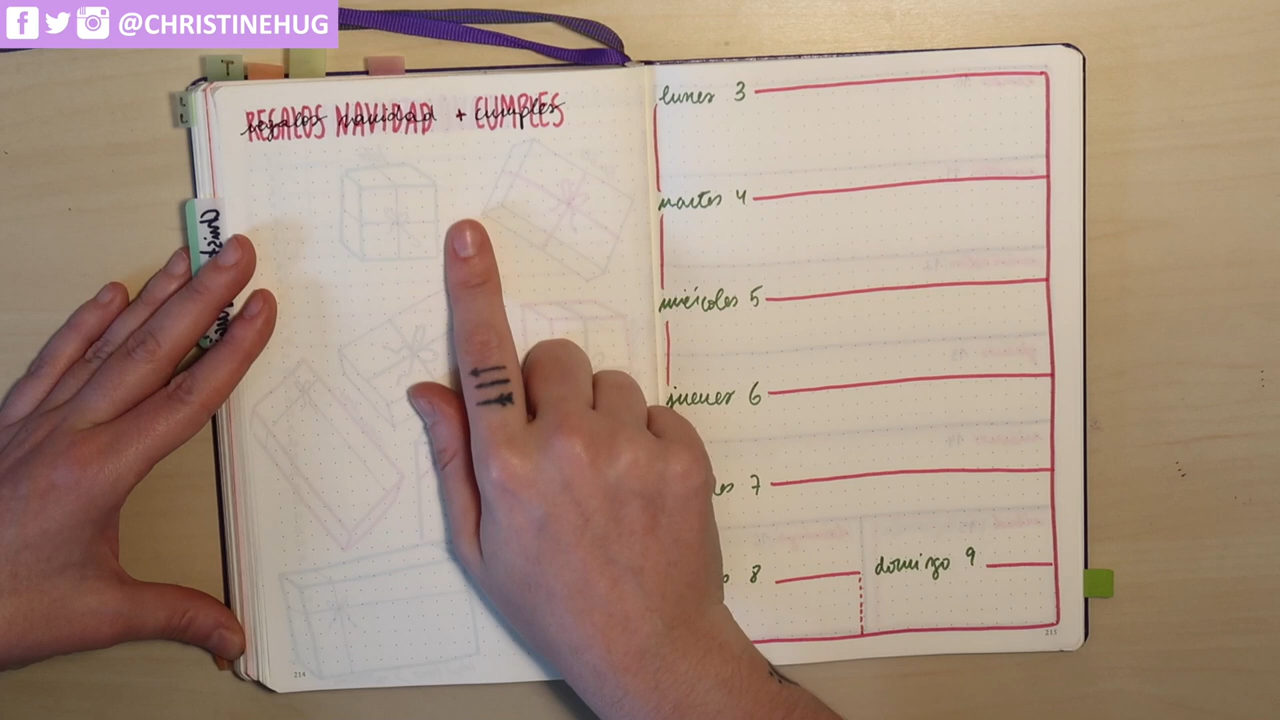 @CHRISTINEHUG
T
REGALOS NAVIDAD + CUMPLES
regalos navidad cumples
lunes 3
martes 4
miércoles 5
jueves 6
7
8
domingo 9
214
215